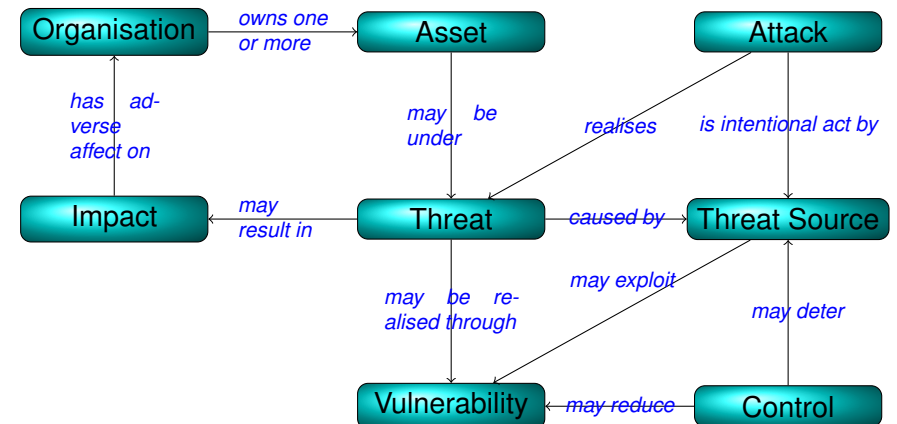 Organisation
owns one
or more
Asset
Attack
has ad-
verse
affect on
may be
under
realises
is intentional act by
Impact
may
result in
Threat
caused by
Threat Source
may be re-
alised through
may exploit
may deter
Vulnerability
may reduce
Control